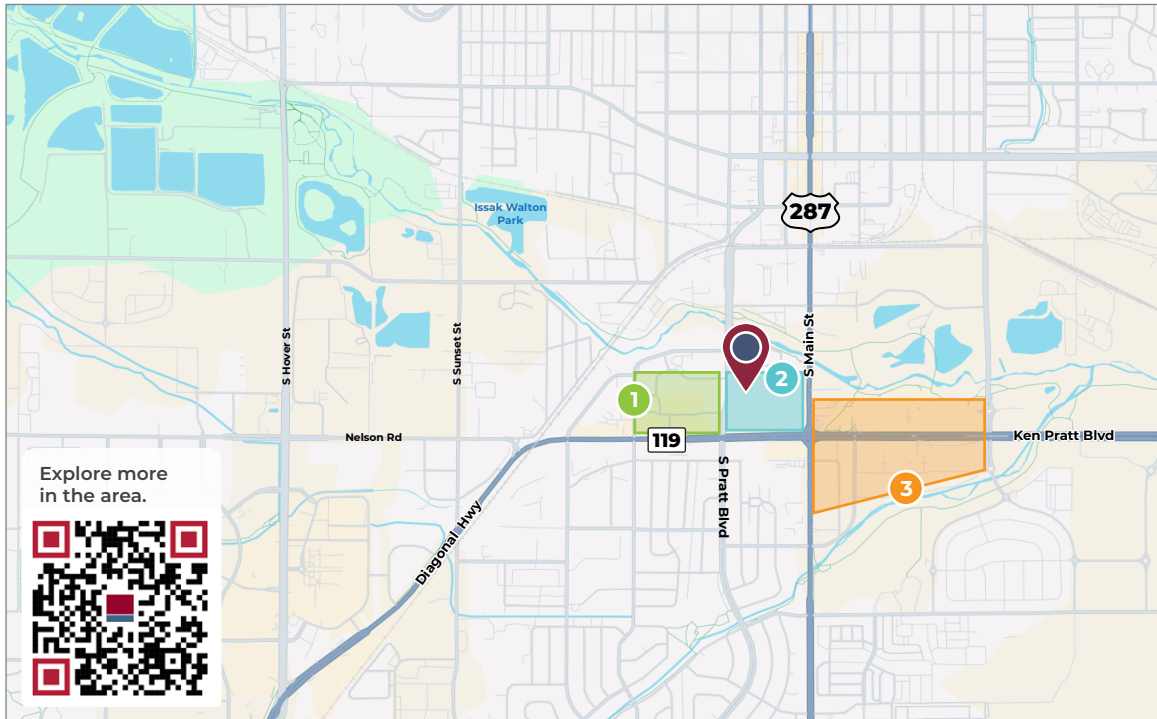 Issak Walton
Park
287
S Hover St
S Sunset St
S Main St
2
1
119
Nelson Rd
Ken Pratt Blvd
S Pratt Blvd
3
Diagonal Hwy
Explore more
in the area.